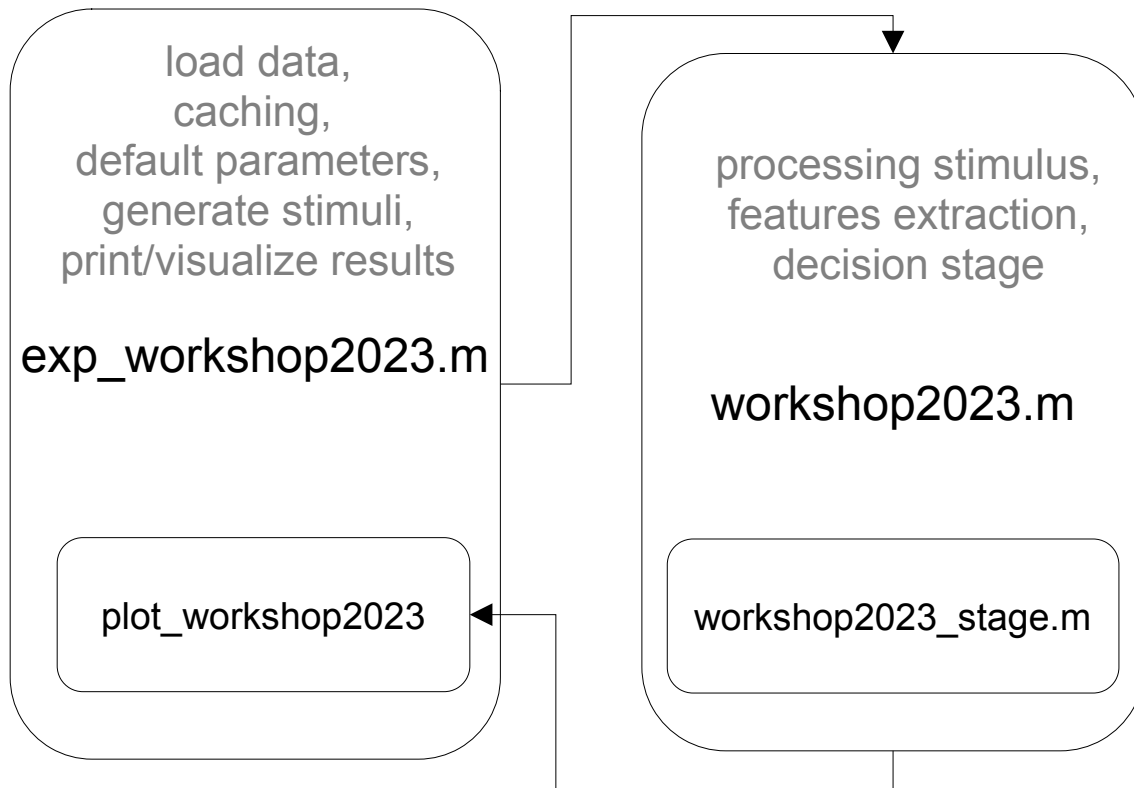 load data,
caching,
default parameters,
generate stimuli,
print/visualize results
exp_workshop2023.m
plot_workshop2023
processing stimulus,
features extraction,
decision stage
workshop2023.m
workshop2023_stage.m